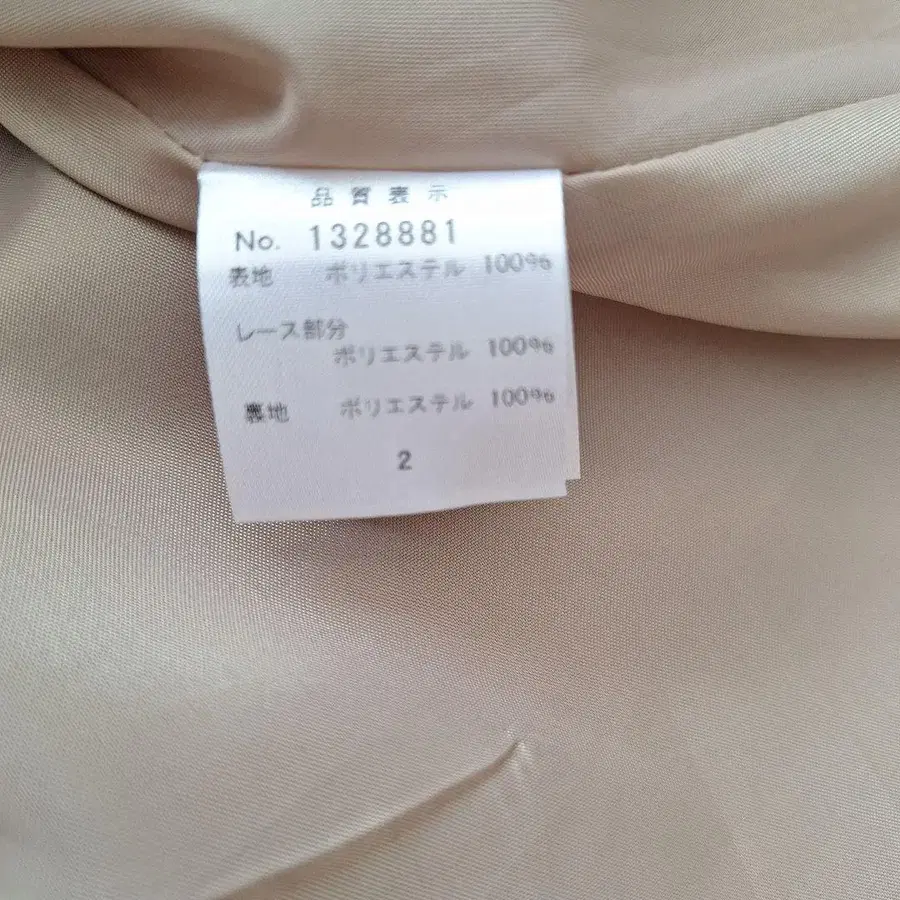 品質表示
No. 1328881
表地 ポリエステル 100%
レース部分
ポリエステル 100%
裏地 ポリエステル 100%
2